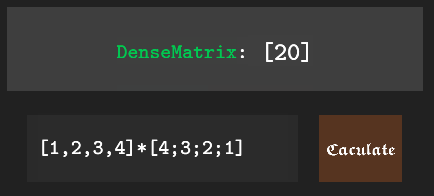 DenseMatrix: [20]
[1,2,3,4]*[4;3;2;1]
Caculate